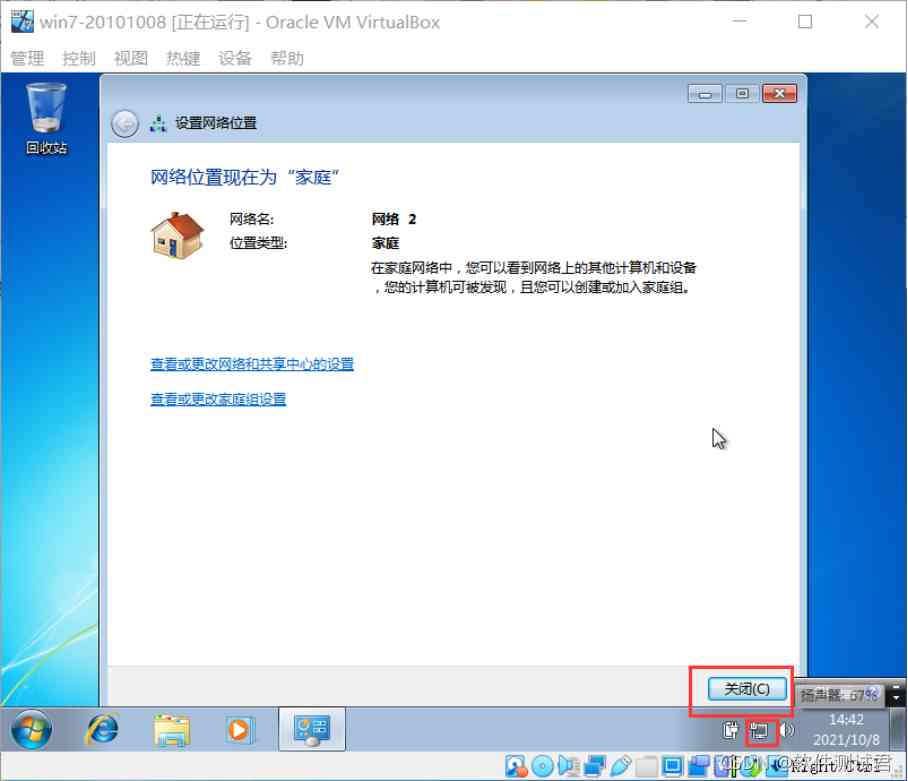 win7-20101008 [正在运行] - Oracle VM VirtualBox
管理 控制 视图 热键 设备 帮助
回收站
设置网络位置
网络位置现在为“家庭”
网络名: 网络 2
位置类型: 家庭
在家庭网络中，您可以看到网络上的其他计算机和设备
，您的计算机可被发现，且您可以创建或加入家庭组。
查看或更改网络和共享中心的设置
查看或更改家庭组设置
关闭(C)
扬声器: 67%
14:42
2021/10/8
Right Ctrl
CSDN @软件测试君